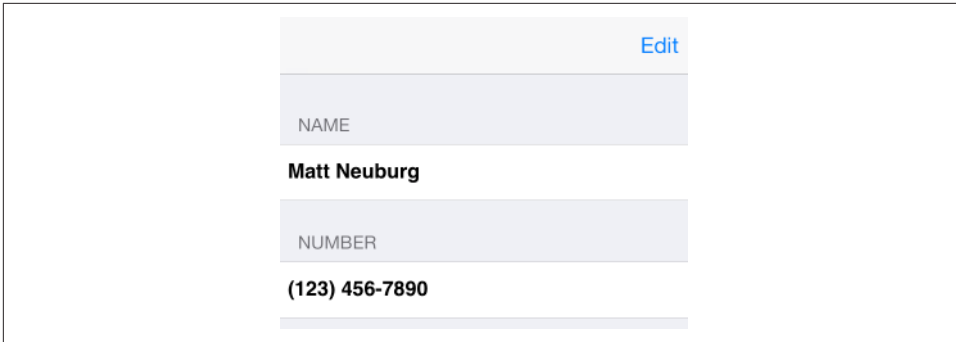 Edit
NAME
Matt Neuburg
NUMBER
(123) 456-7890